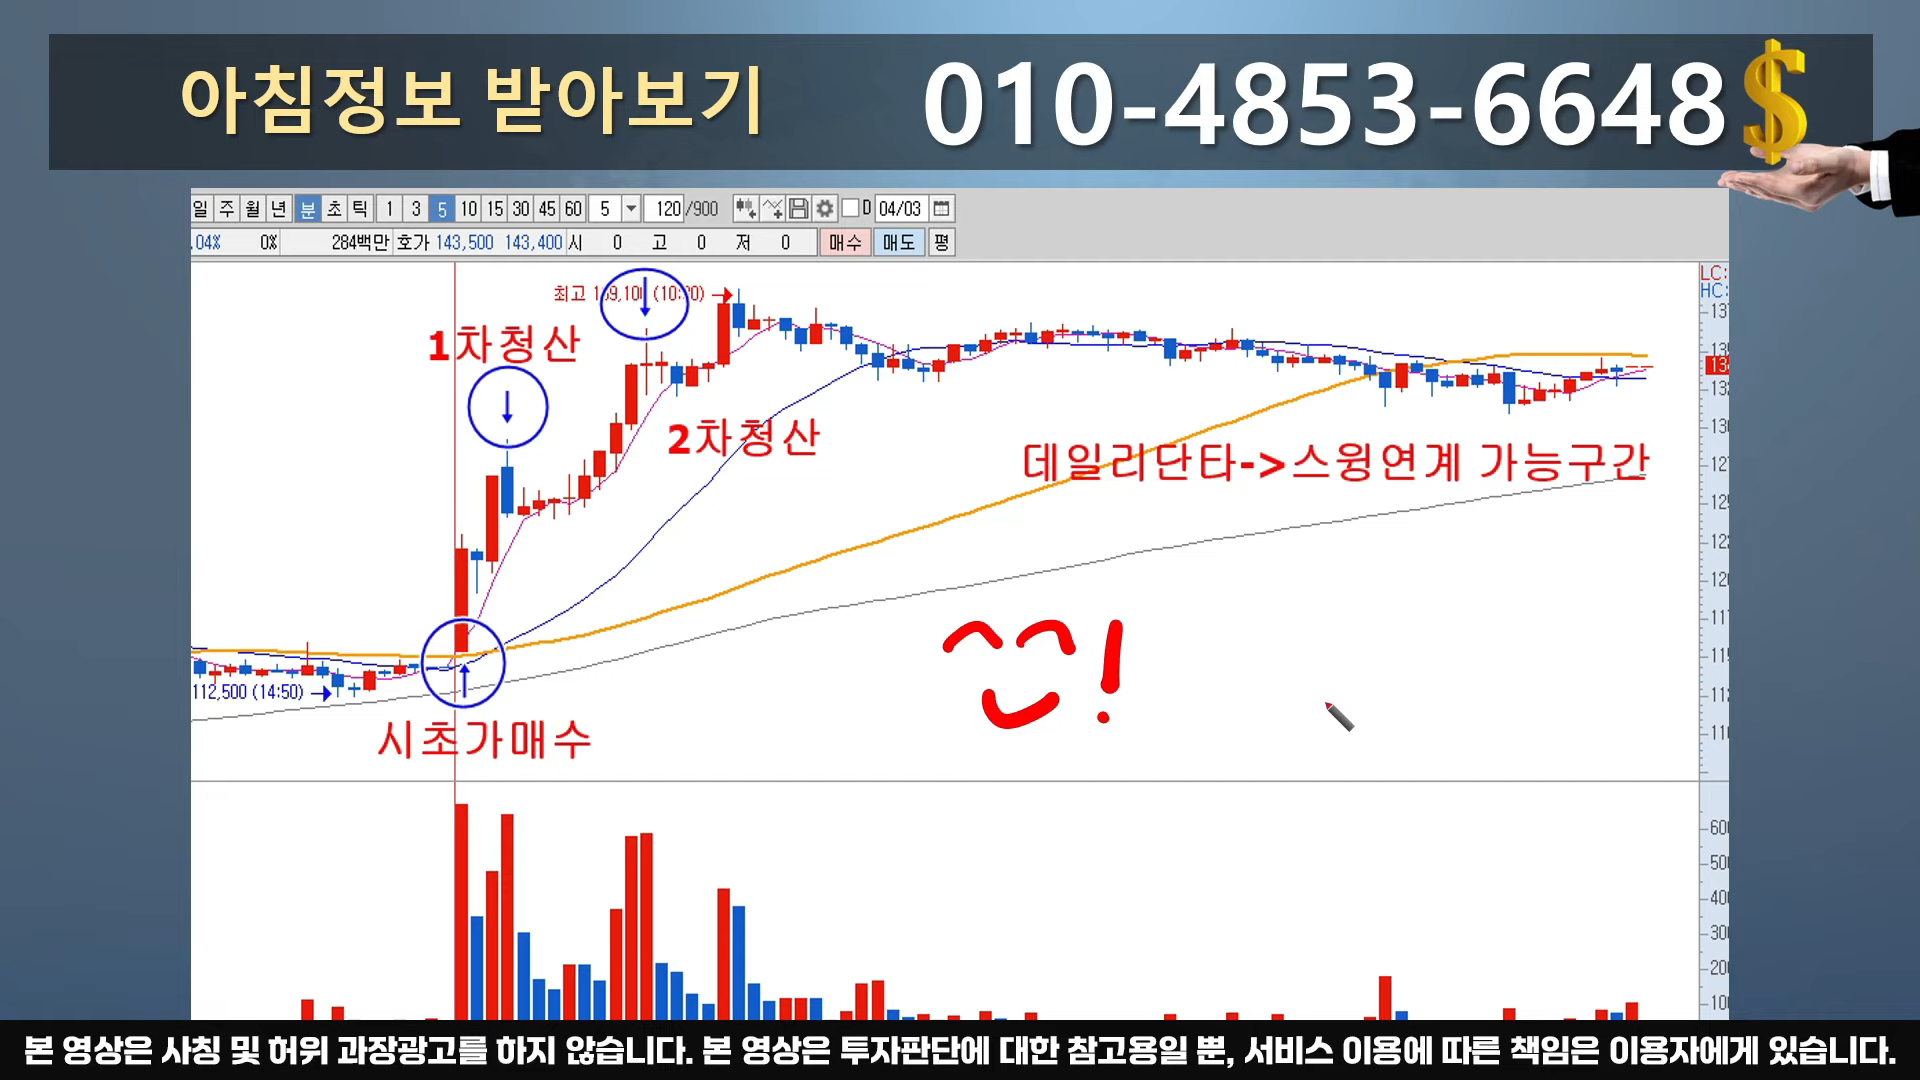 아침정보 받아보기 010-4853-6648
일 주 월 년 분 초 틱 1 3 5 10 15 30 45 60 5 120 /900 D 04/03
.04% 0% 284백만 호가 143,500 143,400 시 0 고 0 저 0 매수 매도 평
LC:
HC:
최고 (10:20)
1차청산
2차청산
데일리단타->스윙연계 가능구간
112,500 (14:50)
시초가매수
!
본 영상은 사칭 및 허위 과장광고를 하지 않습니다. 본 영상은 투자판단에 대한 참고용일 뿐, 서비스 이용에 따른 책임은 이용자에게 있습니다.